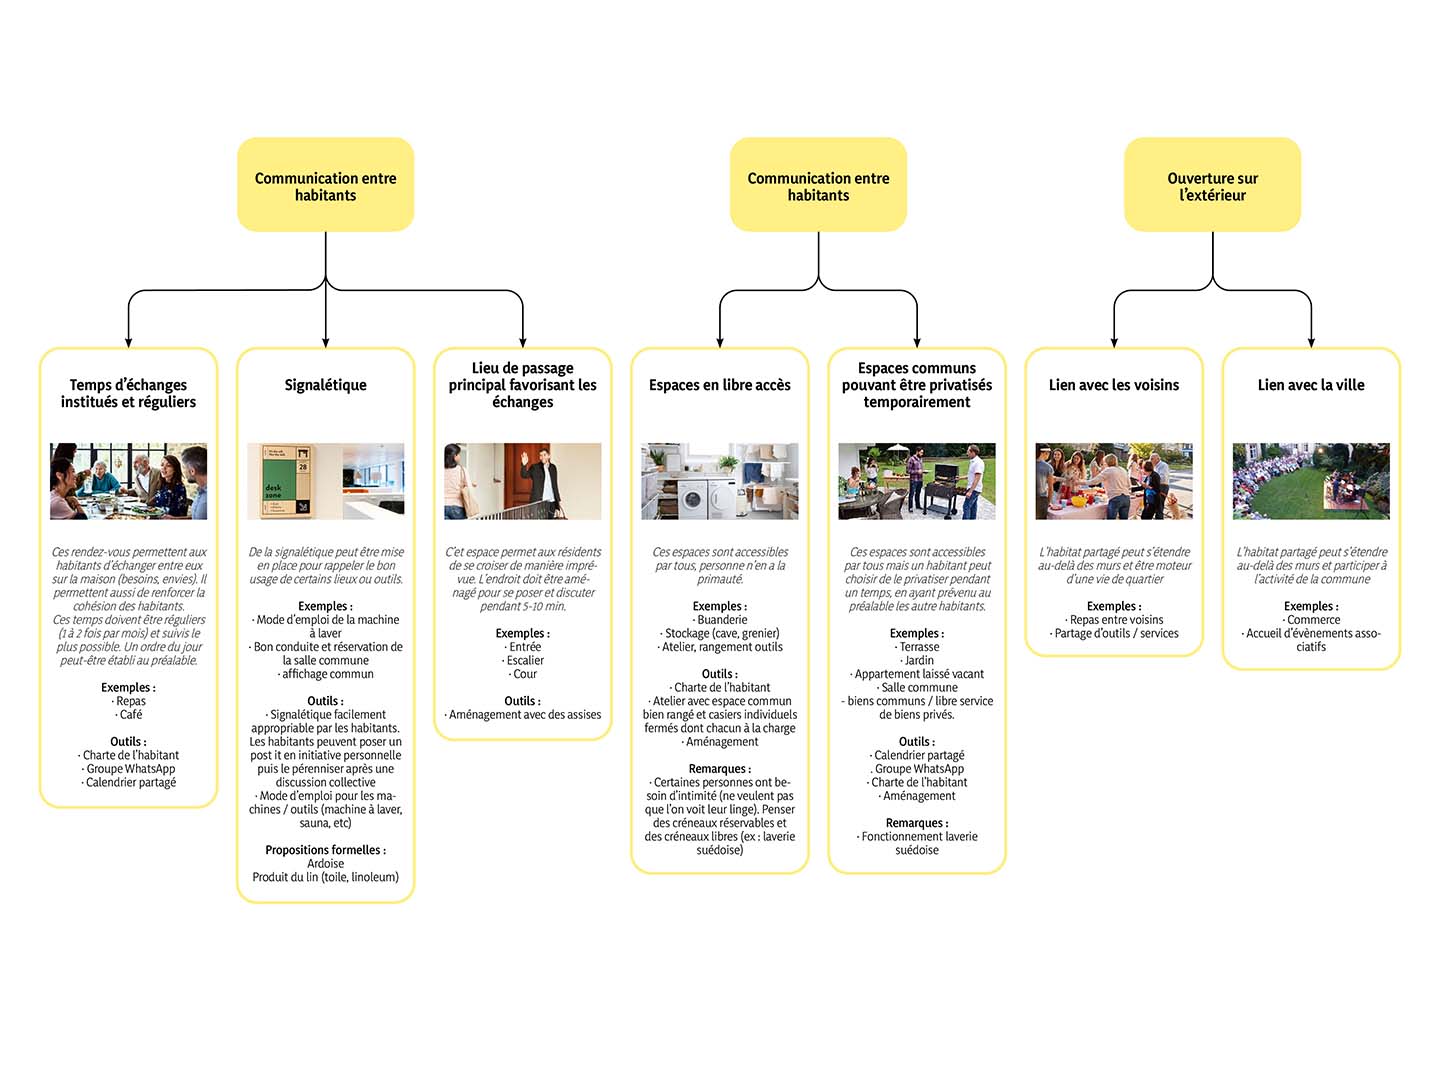 Communication entre
habitants
Communication entre
habitants
Ouverture sur
l'extérieur
Temps d'échanges
institués et réguliers
Ces rendez-vous permettent aux
habitants d'échanger entre eux
sur la maison (besoins, envies). Il
permettent aussi de renforcer la
cohésion des habitants.
Ces temps doivent être réguliers
(1 à 2 fois par mois) et suivis le
plus possible. Un ordre du jour
peut-être établi au préalable.
Exemples :
· Repas
· Café
Outils :
· Charte de l'habitant
· Groupe WhatsApp
· Calendrier partagé
Signalétique
28
desk
zone
De la signalétique peut être mise
en place pour rappeler le bon
usage de certains lieux ou outils.
Exemples :
· Mode d'emploi de la machine
à laver
· Bon conduite et réservation de
la salle commune
· affichage commun
Outils :
· Signalétique facilement
appropriable par les habitants.
Les habitants peuvent poser un
post it en initiative personnelle
puis le pérenniser après une
discussion collective
· Mode d'emploi pour les ma-
chines / outils (machine à laver,
sauna, etc)
Propositions formelles :
Ardoise
Produit du lin (toile, linoleum)
Lieu de passage
principal favorisant les
échanges
C'et espace permet aux résidents
de se croiser de manière impré-
vue. L'endroit doit être amé-
nagé pour se poser et discuter
pendant 5-10 min.
Exemples :
· Entrée
· Escalier
· Cour
Outils :
· Aménagement avec des assises
Espaces en libre accès
Ces espaces sont accessibles
par tous, personne n'en a la
primauté.
Exemples :
· Buanderie
· Stockage (cave, grenier)
· Atelier, rangement outils
Outils :
· Charte de l'habitant
· Atelier avec espace commun
bien rangé et casiers individuels
fermés dont chacun à la charge
· Aménagement
Remarques :
· Certaines personnes ont be-
soin d'intimité (ne veulent pas
que l'on voit leur linge). Penser
des créneaux réservables et
des créneaux libres (ex : laverie
suédoise)
Espaces communs
pouvant être privatisés
temporairement
Ces espaces sont accessibles
par tous mais un habitant peut
choisir de le privatiser pendant
un temps, en ayant prévenu au
préalable les autre habitants.
Exemples :
· Terrasse
· Jardin
· Appartement laissé vacant
· Salle commune
- biens communs / libre service
de biens privés.
Outils :
· Calendrier partagé
. Groupe WhatsApp
· Charte de l'habitant
· Aménagement
Remarques :
· Fonctionnement laverie
suédoise
Lien avec les voisins
L'habitat partagé peut s'étendre
au-delà des murs et être moteur
d'une vie de quartier
Exemples :
· Repas entre voisins
· Partage d'outils / services
Lien avec la ville
L'habitat partagé peut s'étendre
au-delà des murs et participer à
l'activité de la commune
Exemples :
· Commerce
· Accueil d'évènements asso-
ciatifs